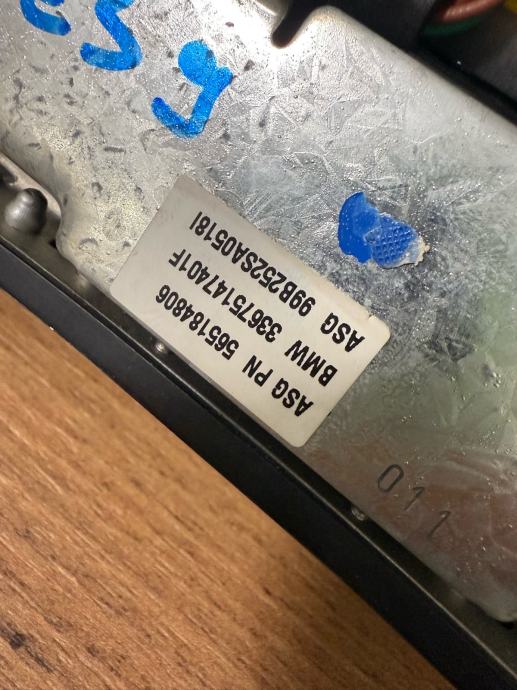 ASG PN 565184806
BMW 33675147401F
ASG 99B252SA0518I
011